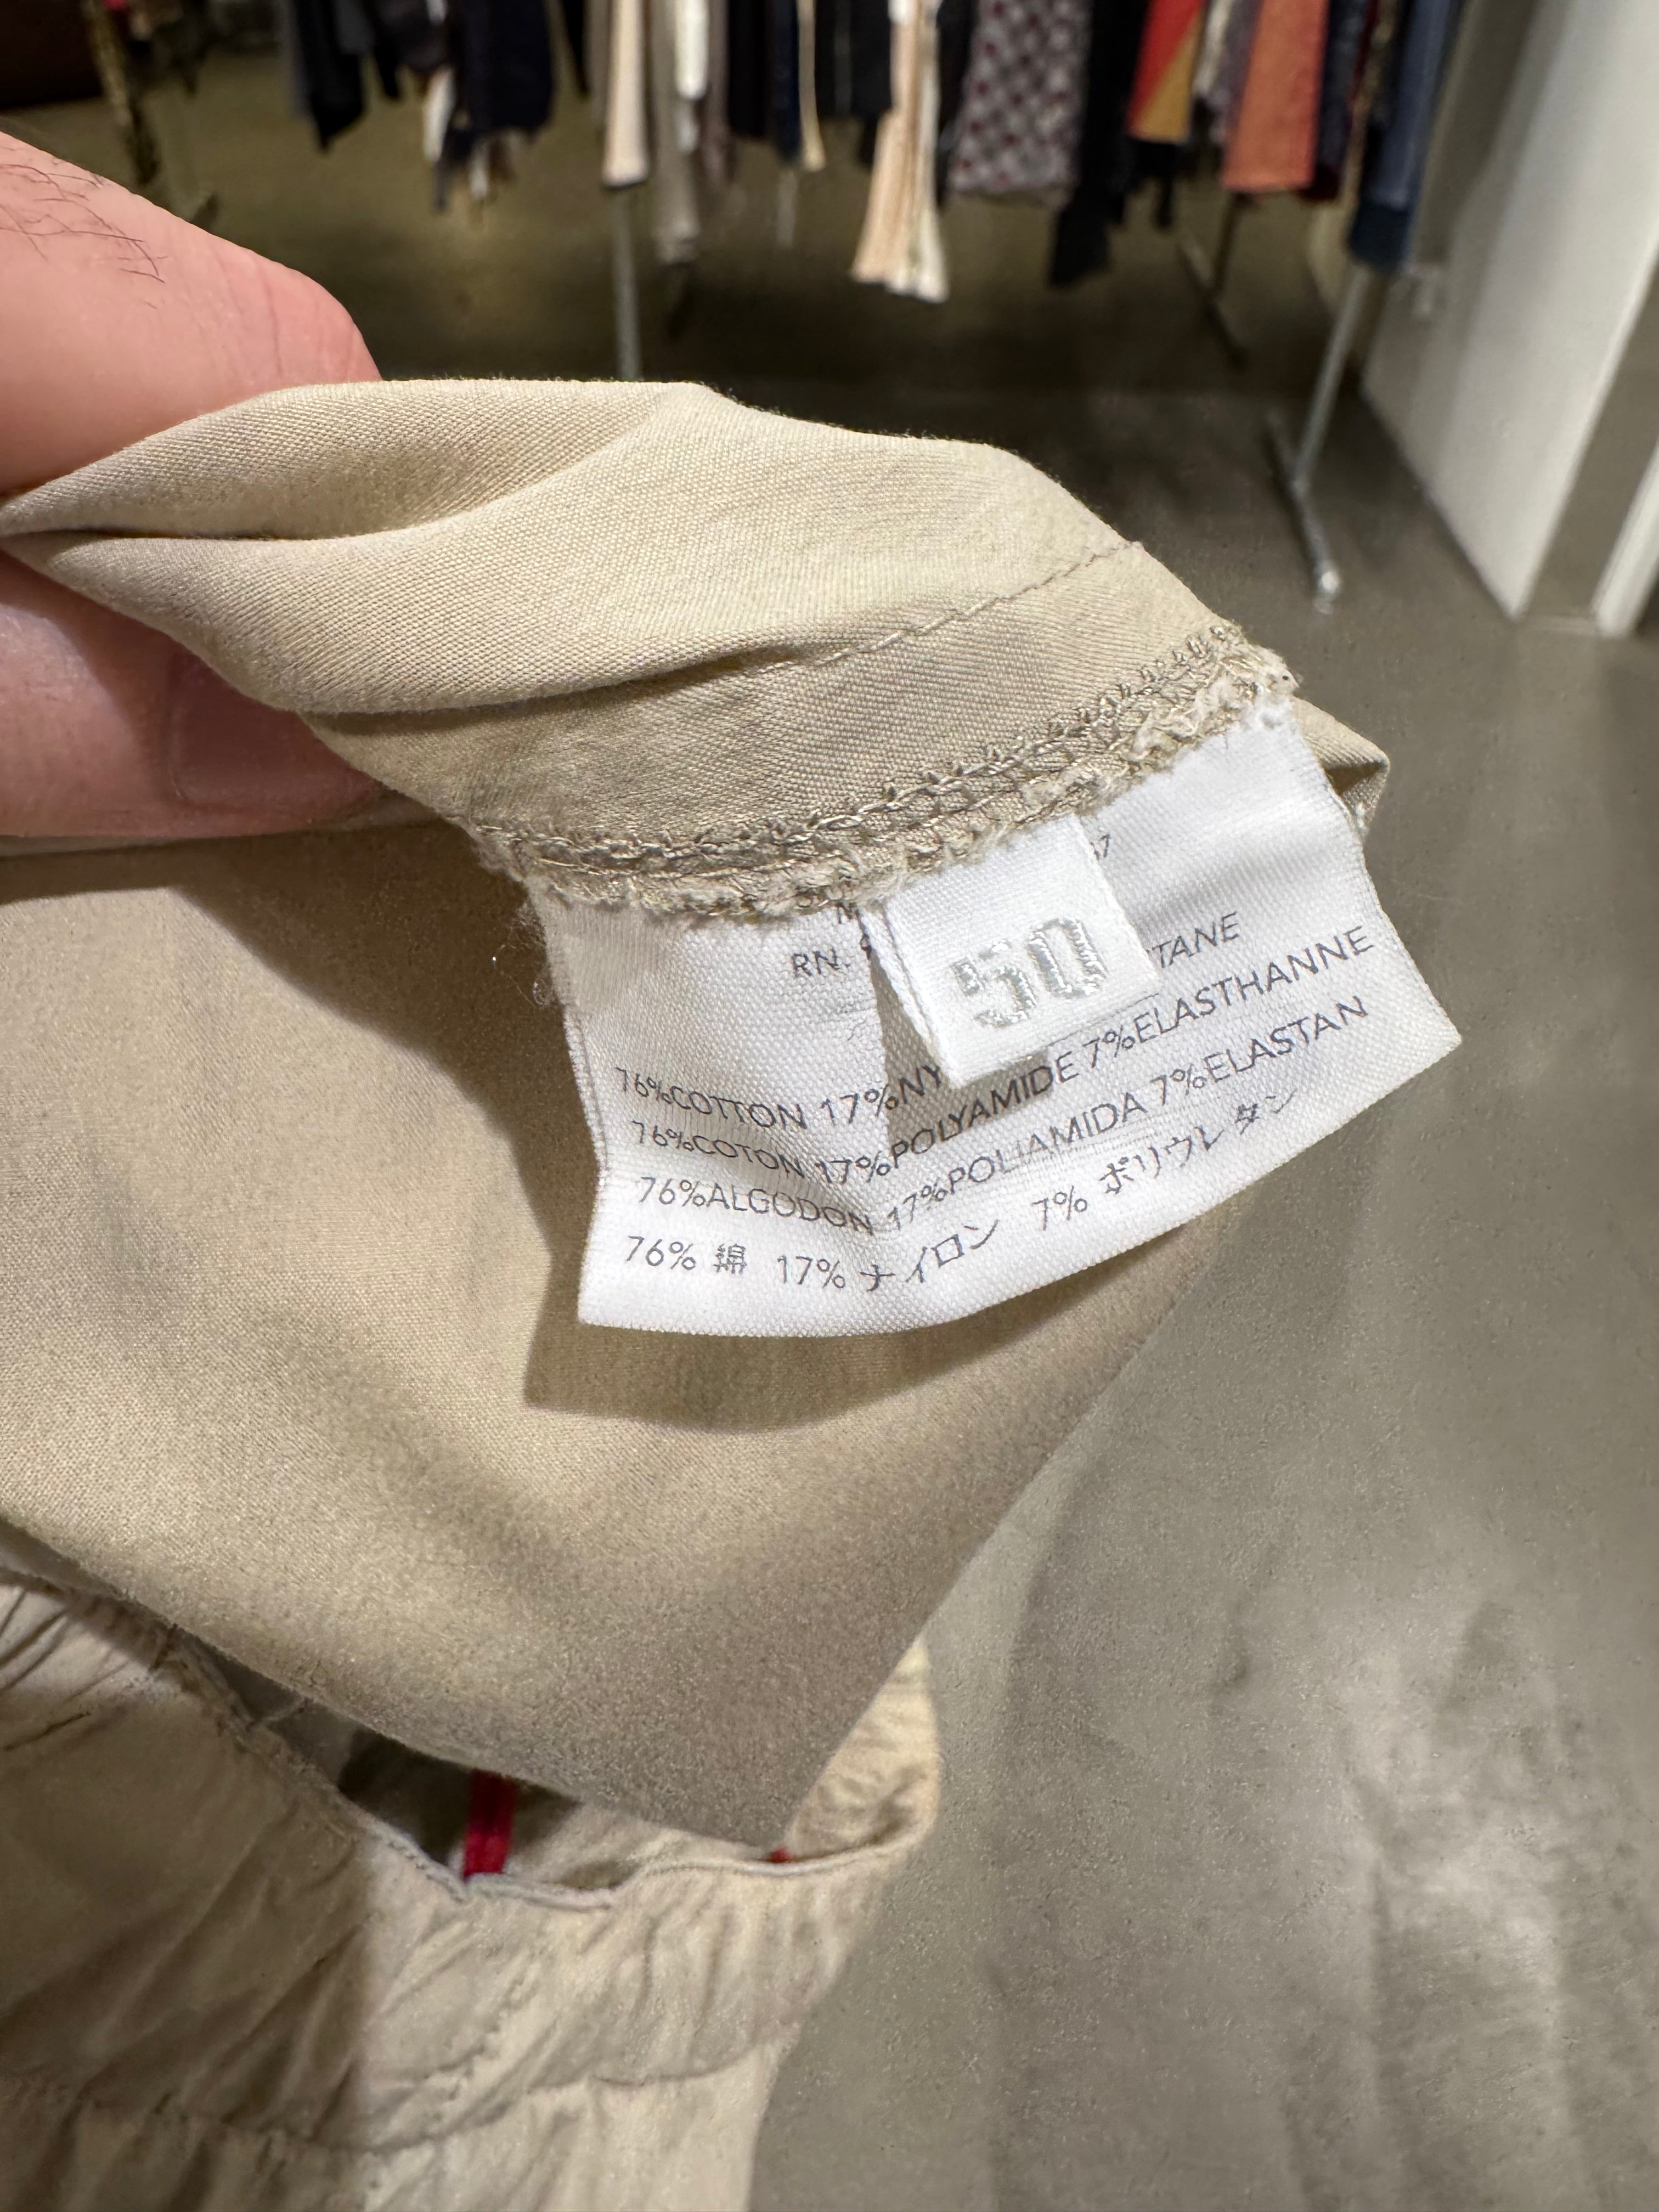 RN.
50
76%COTTON 17%NY TANE
76%COTON 17%POLYAMIDE 7%ELASTHANNE
76%ALGODON 17%POLIAMIDA 7%ELASTAN
76% 綿 17% ナイロン 7% ポリウレタン